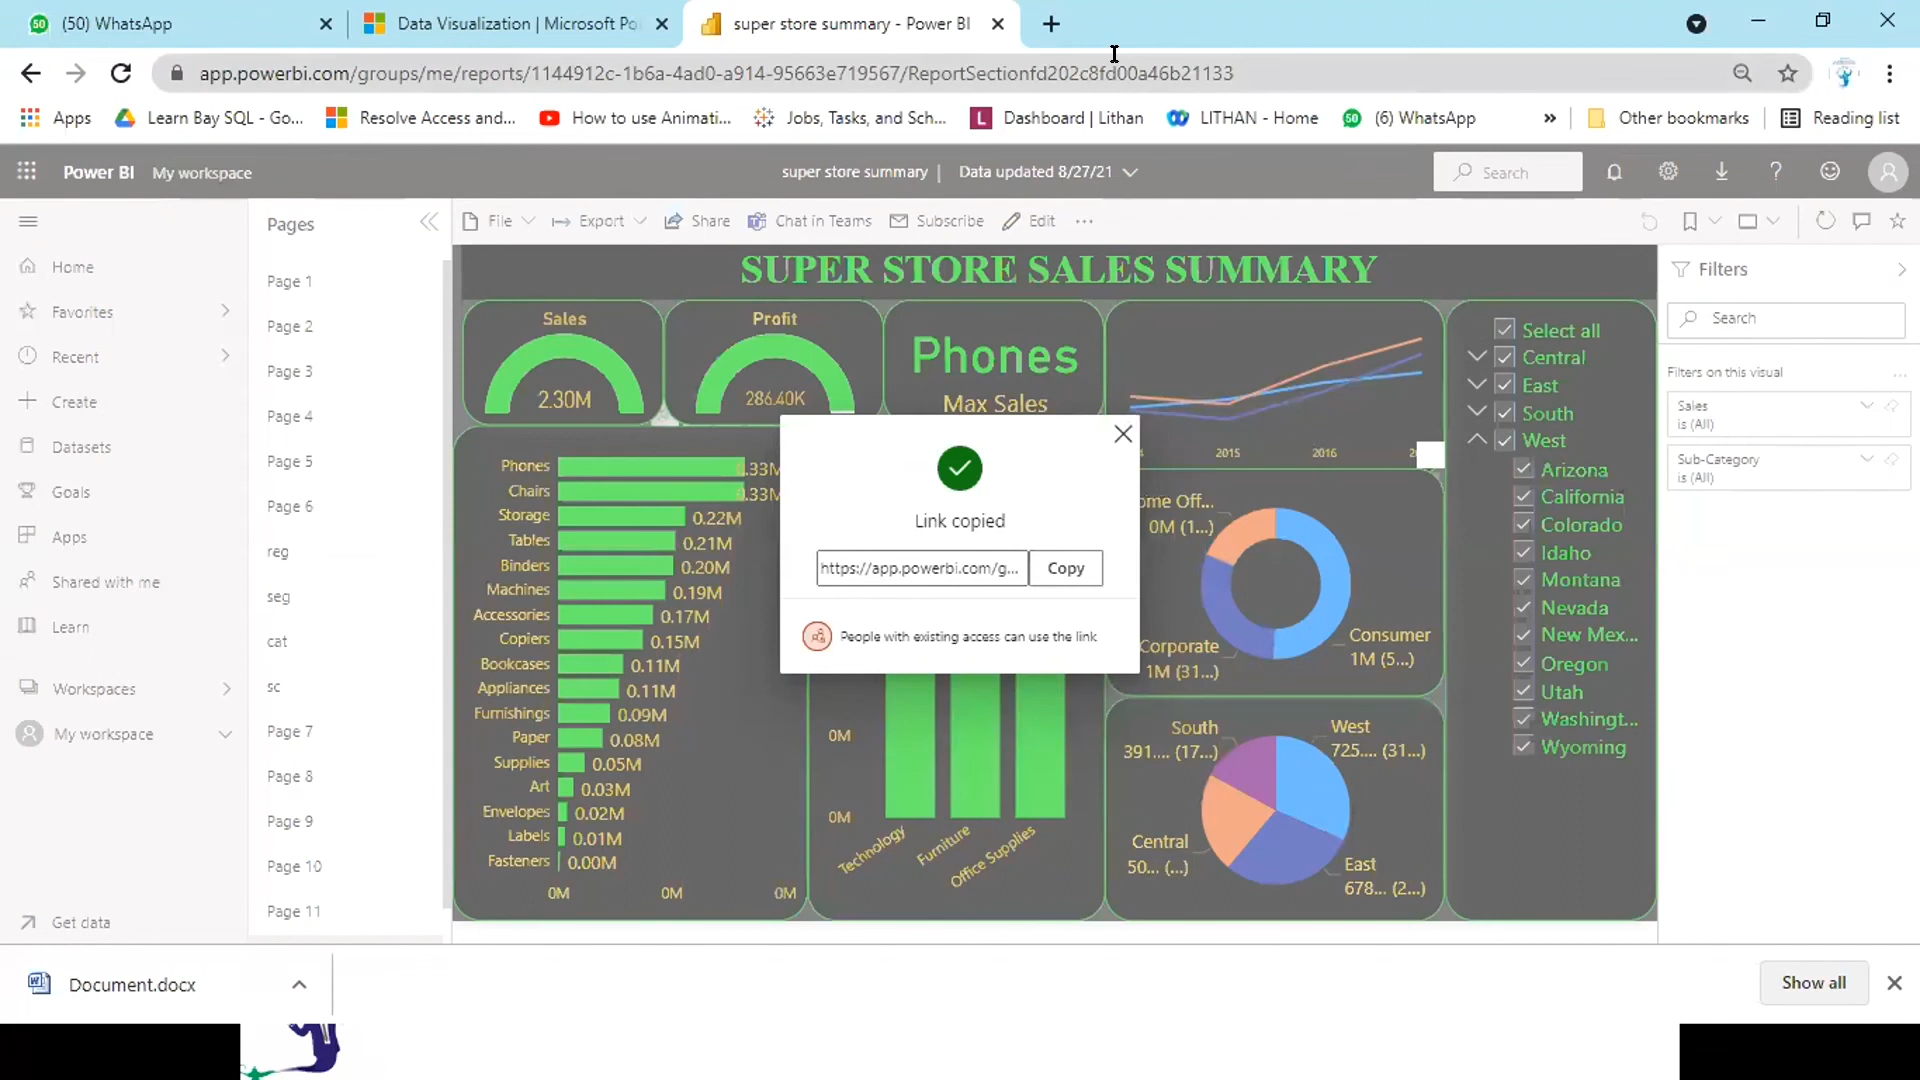 (50) WhatsApp
Data Visualization | Microsoft Po
super store summary - Power BI
app.powerbi.com/groups/me/reports/1144912c-1b6a-4ad0-a914-95663e719567/ReportSectionfd202c8fd00a46b21133
Apps
Learn Bay SQL - Go...
Resolve Access and...
How to use Animati...
Jobs, Tasks, and Sch...
Dashboard | Lithan
LITHAN - Home
(6) WhatsApp
Other bookmarks
Reading list
Power BI
My workspace
super store summary
Data updated 8/27/21
Search
Home
Favorites
Recent
Create
Datasets
Goals
Apps
Shared with me
Learn
Workspaces
My workspace
Get data
Pages
Page 1
Page 2
Page 3
Page 4
Page 5
Page 6
reg
seg
cat
sc
Page 7
Page 8
Page 9
Page 10
Page 11
File
Export
Share
Chat in Teams
Subscribe
Edit
SUPER STORE SALES SUMMARY
Sales
2.30M
Profit
286.40K
Phones
Max Sales
2015
2016
Phones 0.33M
Chairs 0.33M
Storage 0.22M
Tables 0.21M
Binders 0.20M
Machines 0.19M
Accessories 0.17M
Copiers 0.15M
Bookcases 0.11M
Appliances 0.11M
Furnishings 0.09M
Paper 0.08M
Supplies 0.05M
Art 0.03M
Envelopes 0.02M
Labels 0.01M
Fasteners 0.00M
0M
0M
0M
Link copied
https://app.powerbi.com/g...
Copy
People with existing access can use the link
0M
0M
Technology
Furniture
Office Supplies
ome Off...
0M (1...)
Corporate
1M (31...)
Consumer
1M (5...)
South
391.... (17...)
West
725.... (31...)
Central
50... (...)
East
678... (2...)
Select all
Central
East
South
West
Arizona
California
Colorado
Idaho
Montana
Nevada
New Mex...
Oregon
Utah
Washingt...
Wyoming
Filters
Search
Filters on this visual
Sales
is (All)
Sub-Category
is (All)
Document.docx
Show all